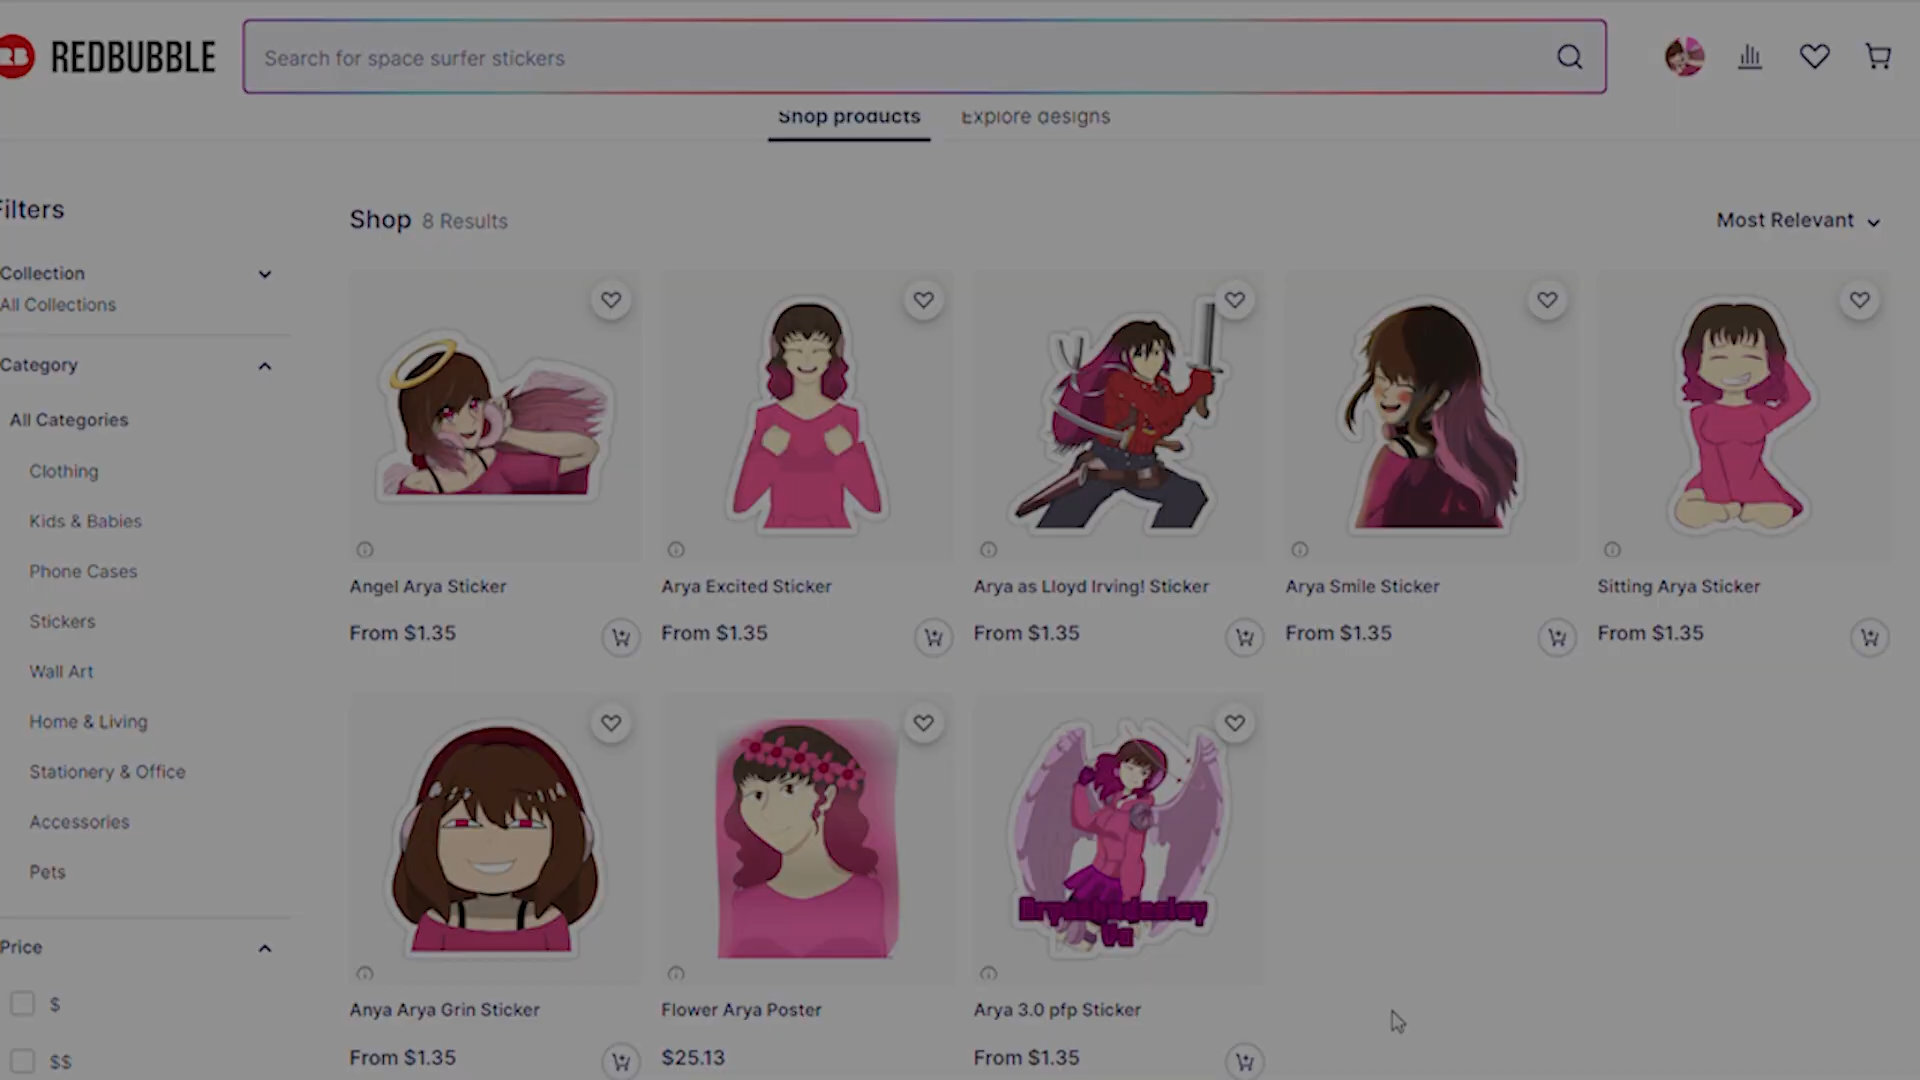 RB REDBUBBLE
Search for space surfer stickers
Shop products
Explore designs
Filters
Shop 8 Results
Most Relevant
Collection
All Collections
Category
All Categories
Clothing
Kids & Babies
Phone Cases
Stickers
Wall Art
Home & Living
Stationery & Office
Accessories
Pets
Price
$
$$
Angel Arya Sticker
From $1.35
Arya Excited Sticker
From $1.35
Arya as Lloyd Irving! Sticker
From $1.35
Arya Smile Sticker
From $1.35
Sitting Arya Sticker
From $1.35
Anya Arya Grin Sticker
From $1.35
Flower Arya Poster
$25.13
Va
Arya 3.0 pfp Sticker
From $1.35